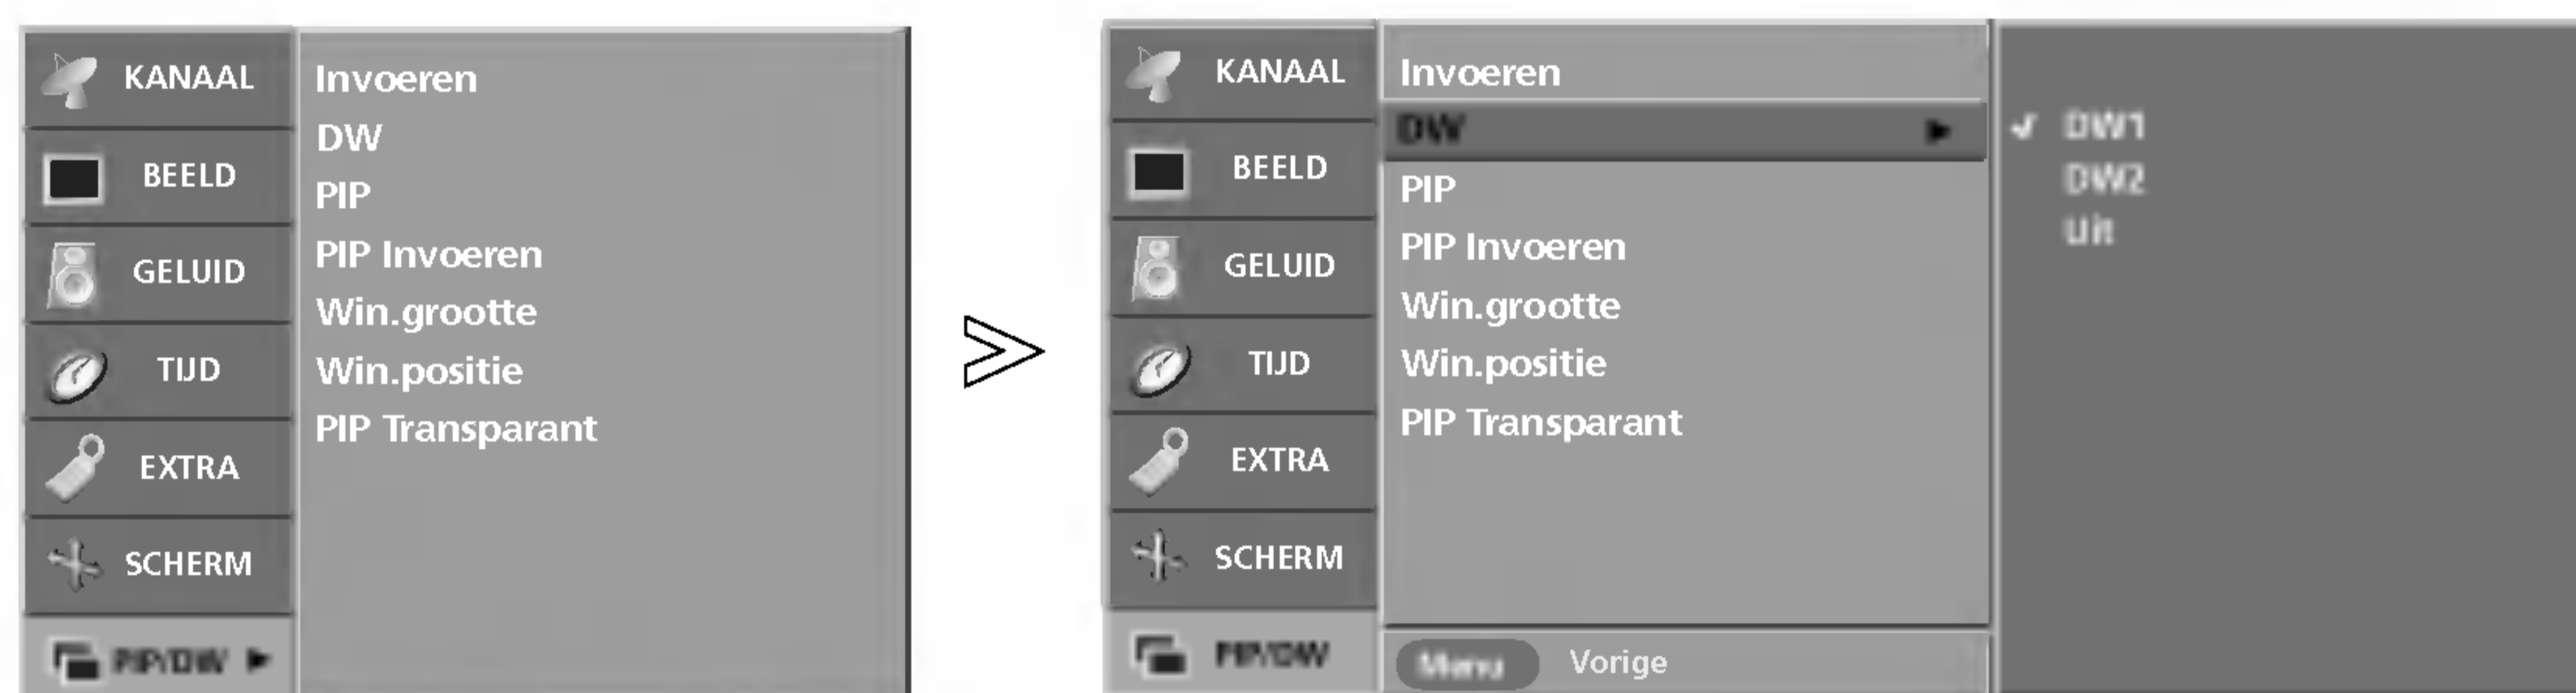 KANAAL
BEELD
GELUID
TIJD
EXTRA
SCHERM
PIP/DW
Invoeren
DW
PIP
PIP Invoeren
Win.grootte
Win.positie
PIP Transparant
KANAAL
BEELD
GELUID
TIJD
EXTRA
SCHERM
PIP/DW
Invoeren
DW
PIP
PIP Invoeren
Win.grootte
Win.positie
PIP Transparant
Menu Vorige
DW1
DW2
Uit